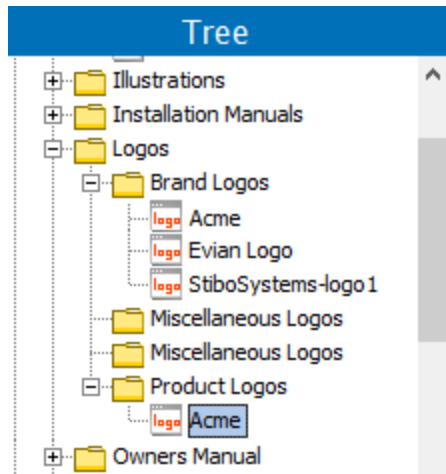 Tree
Illustrations
Installation Manuals
Logos
Brand Logos
logo Acme
logo Evian Logo
logo StiboSystems-logo1
Miscellaneous Logos
Miscellaneous Logos
Product Logos
logo Acme
Owners Manual